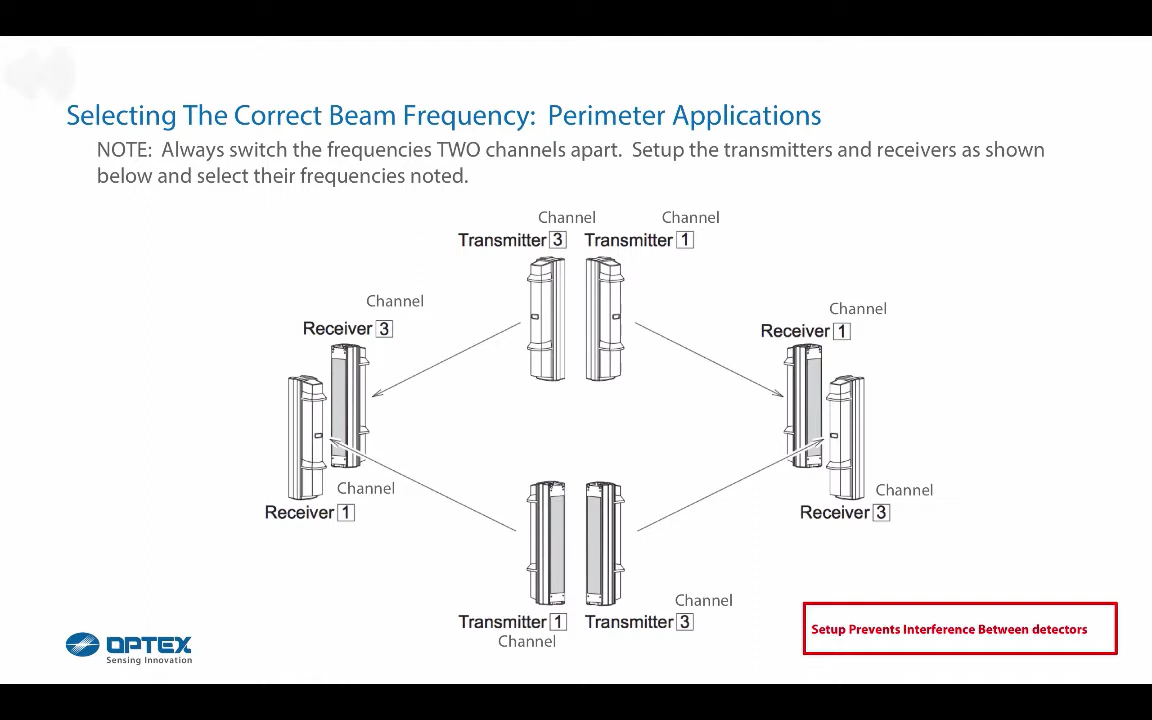 Selecting The Correct Beam Frequency: Perimeter Applications
NOTE: Always switch the frequencies TWO channels apart. Setup the transmitters and receivers as shown
below and select their frequencies noted.
Channel
Channel
Transmitter 3
Transmitter 1
Channel
Receiver 3
Channel
Receiver 1
Channel
Receiver 1
Channel
Receiver 3
Channel
Transmitter 1
Transmitter 3
Channel
Setup Prevents Interference Between detectors
OPTEX
Sensing Innovation